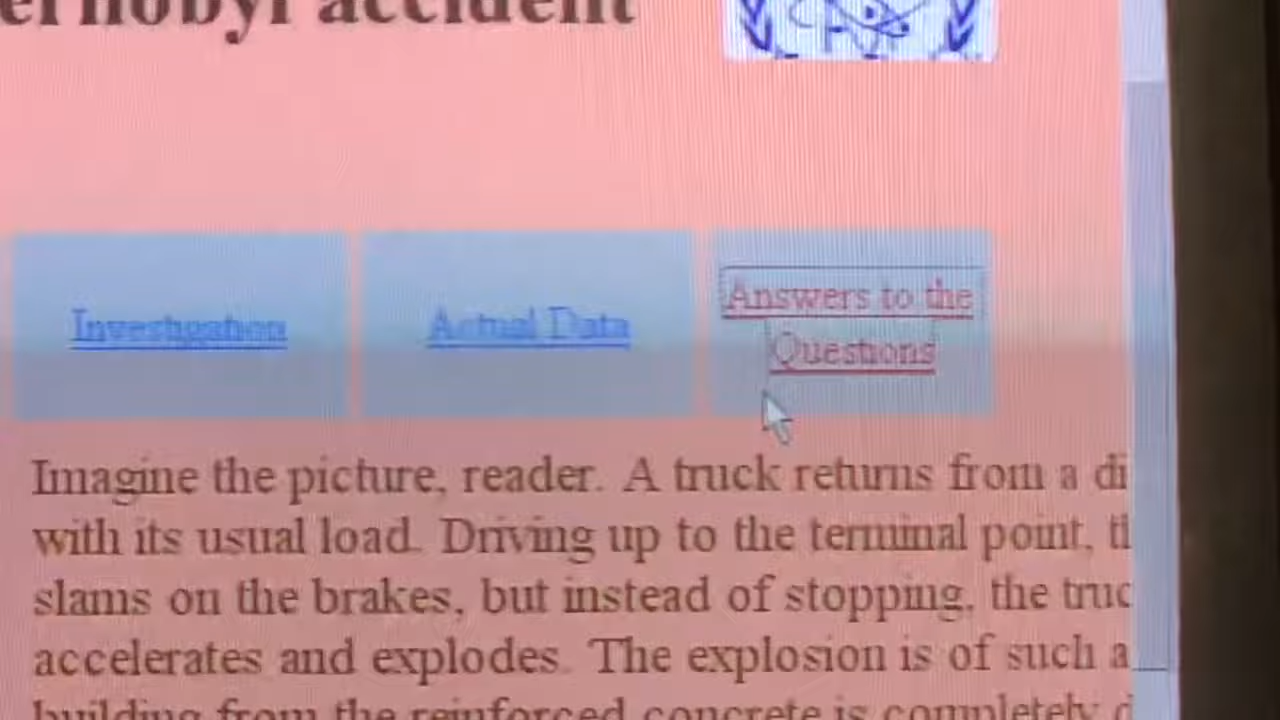 ernobyl accident
Investigation
Actual Data
Answers to the
Questions
Imagine the picture, reader. A truck returns from a di
with its usual load. Driving up to the terminal point, th
slams on the brakes, but instead of stopping, the truc
accelerates and explodes. The explosion is of such a
building from the reinforced concrete is completely d